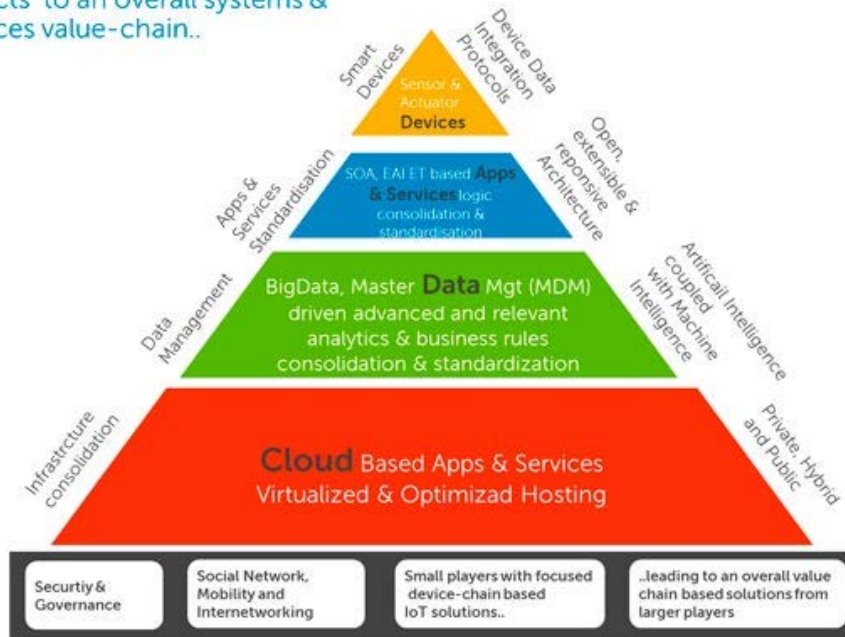 to an overall systems &
value-chain..
Smart
Devices
Device Data
Integration
Protocols
Sensor &
Actuator
Devices
Apps &
Services
Standardisation
SOA, EAI ET based Apps
& Services logic
consolidation &
standardisation
Open,
extensible &
reponsive
Architecture
Data
Management
BigData, Master Data Mgt (MDM)
driven advanced and relevant
analytics & business rules
consolidation & standardization
Artificail Intelligence
coupled
with Machine
Intelligence
Infrastrcture
consolidation
Cloud Based Apps & Services
Virtualized & Optimizad Hosting
Private, Hybrid
and Public
Securtiy &
Governance
Social Network,
Mobility and
Internetworking
Small players with focused
device-chain based
IoT solutions..
..leading to an overall value
chain based solutions from
larger players